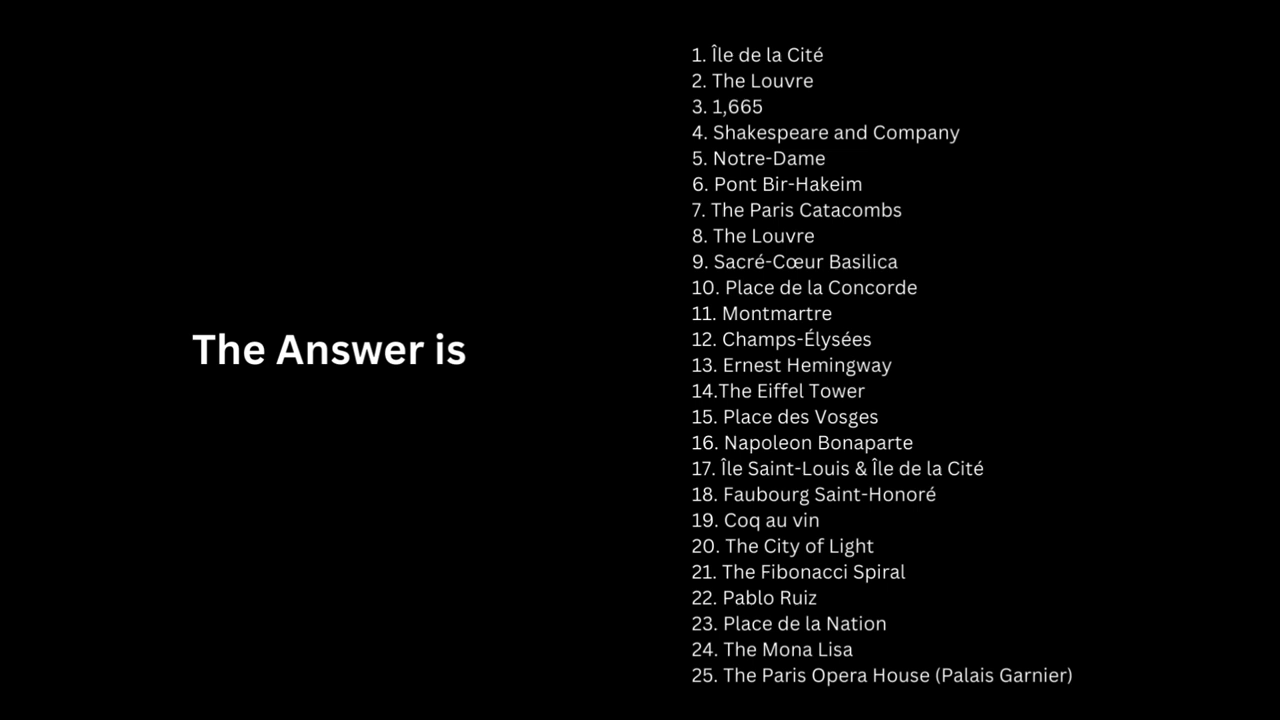 The Answer is
1. Île de la Cité
2. The Louvre
3. 1,665
4. Shakespeare and Company
5. Notre-Dame
6. Pont Bir-Hakeim
7. The Paris Catacombs
8. The Louvre
9. Sacré-Cœur Basilica
10. Place de la Concorde
11. Montmartre
12. Champs-Élysées
13. Ernest Hemingway
14.The Eiffel Tower
15. Place des Vosges
16. Napoleon Bonaparte
17. Île Saint-Louis & Île de la Cité
18. Faubourg Saint-Honoré
19. Coq au vin
20. The City of Light
21. The Fibonacci Spiral
22. Pablo Ruiz
23. Place de la Nation
24. The Mona Lisa
25. The Paris Opera House (Palais Garnier)